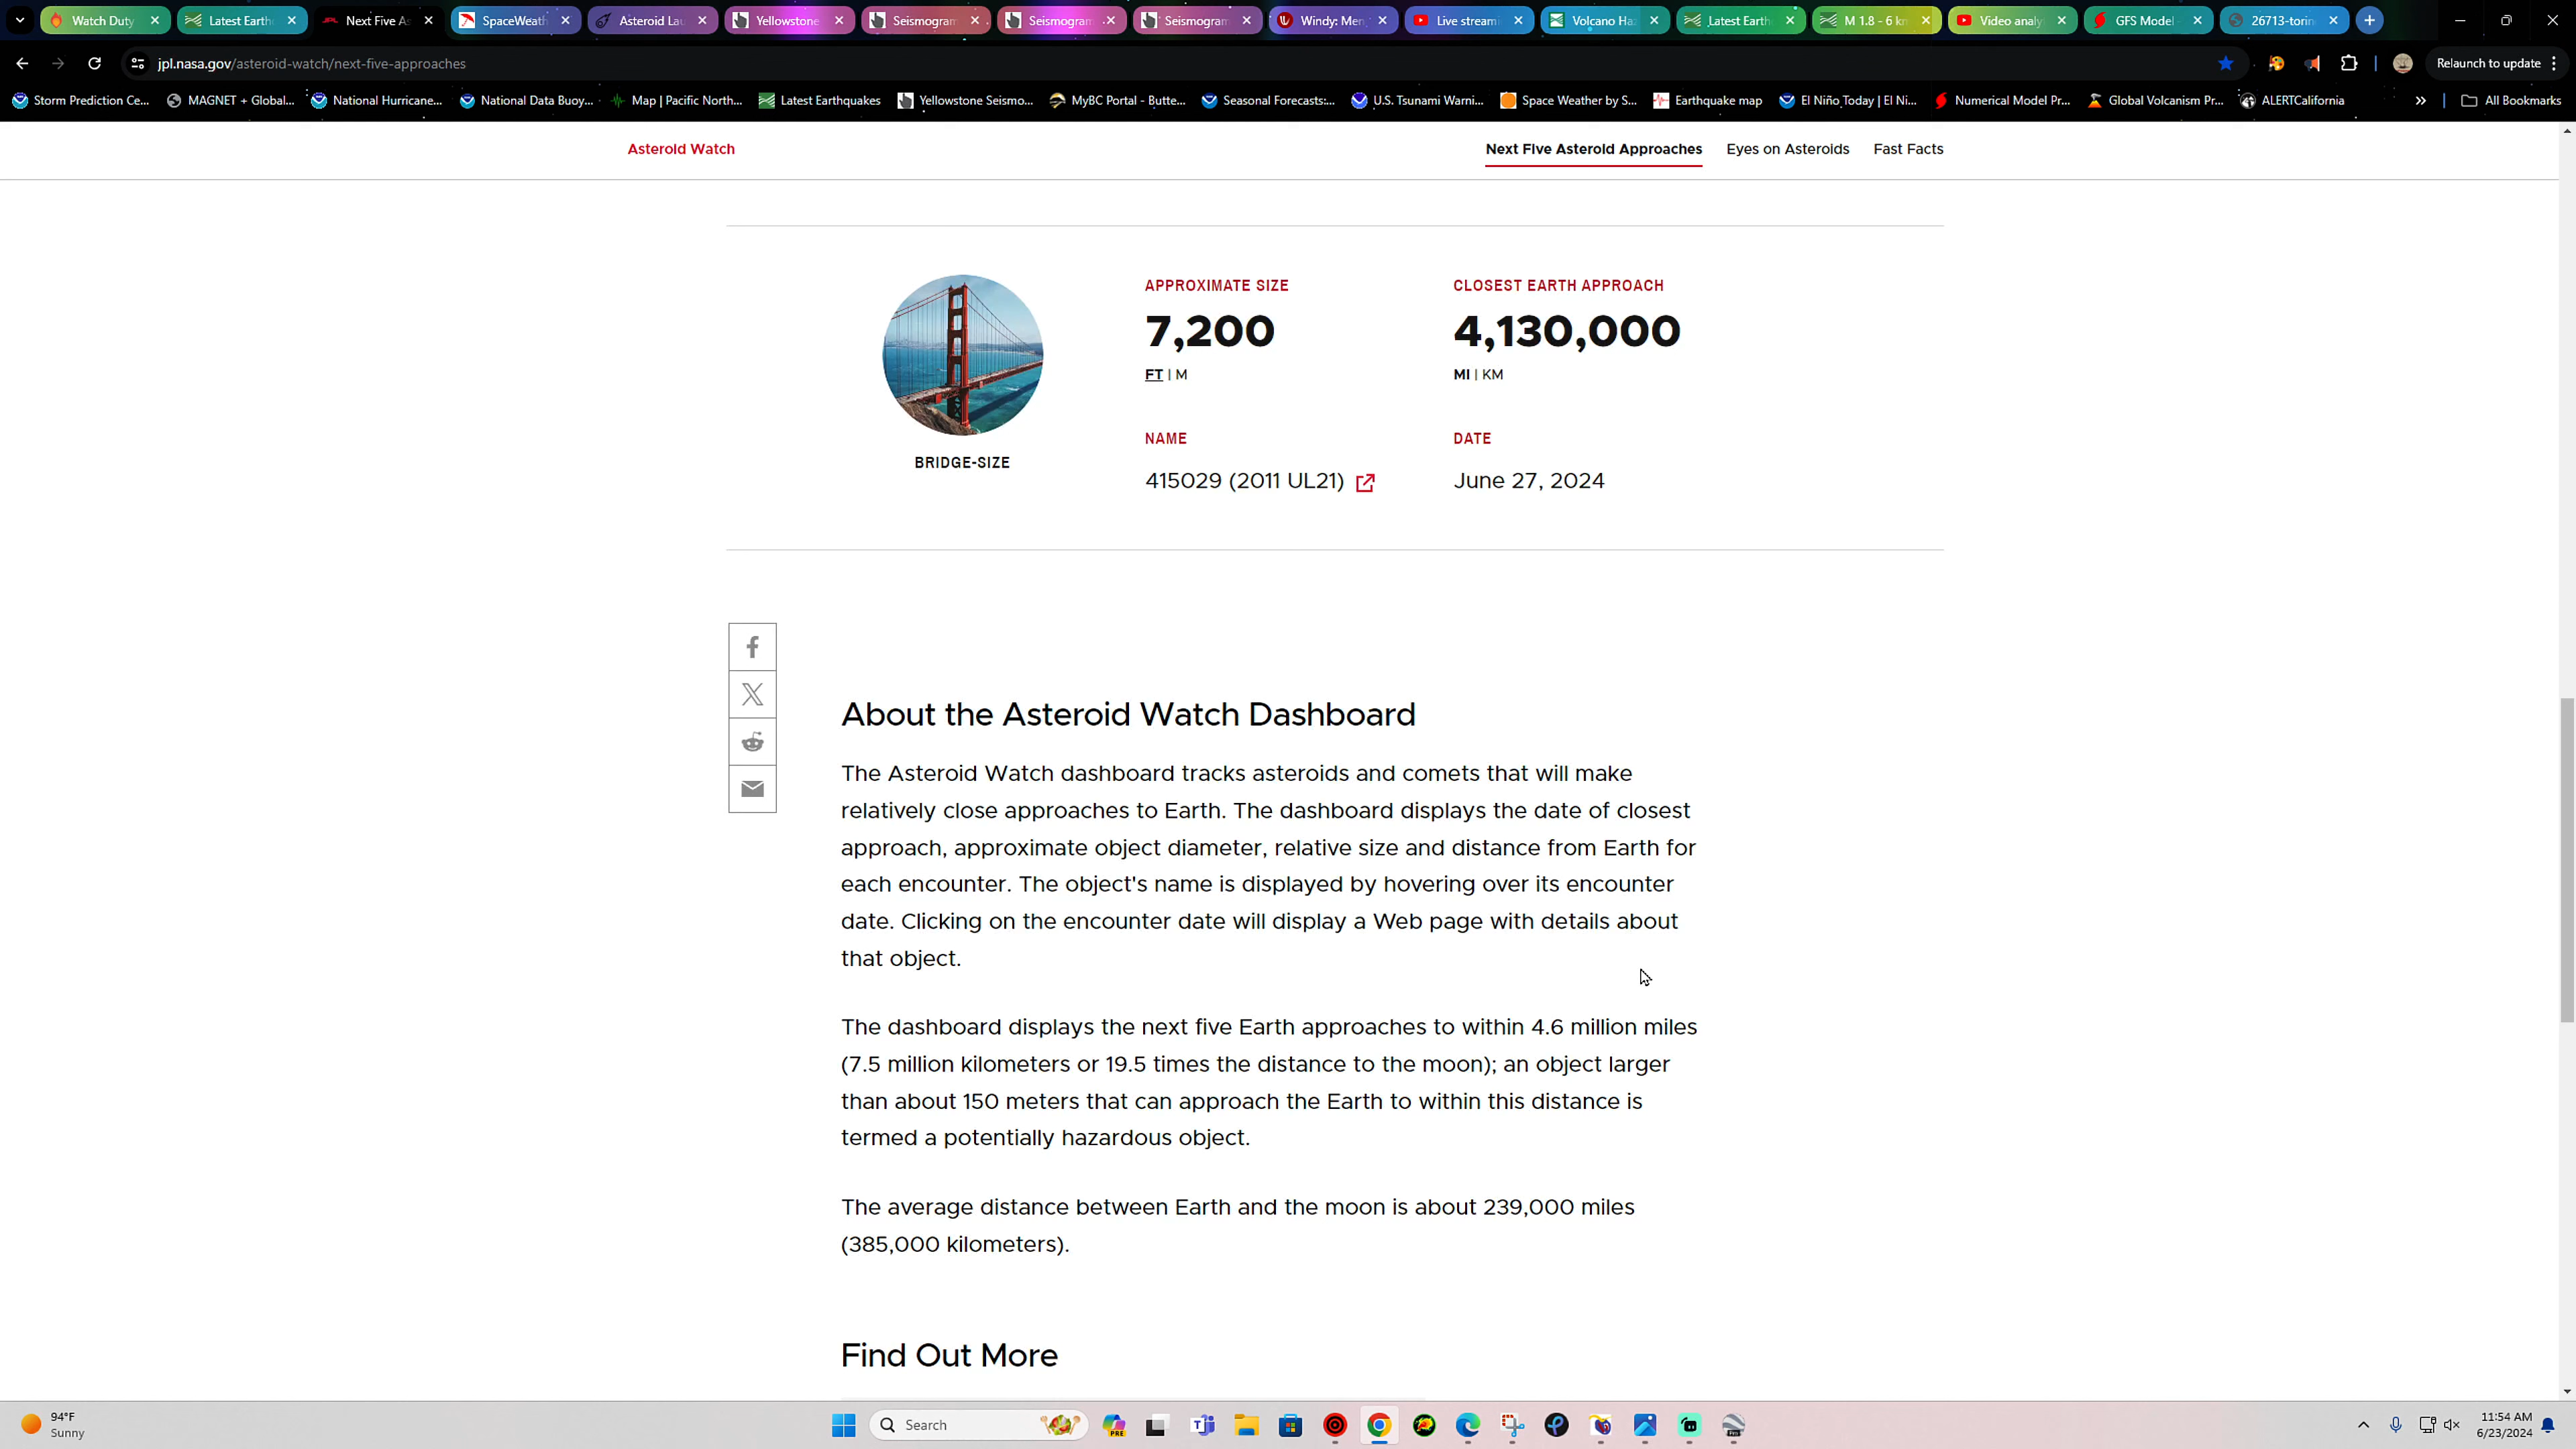 Watch Duty
Latest Earth
Next Five As
SpaceWeath
Asteroid Lau
Yellowstone
Seismogram
Seismogram
Seismogram
Windy: Men
Live streami
Volcano Haz
Latest Earth
M 1.8 - 6 km
Video analy
GFS Model
26713-torin
jpl.nasa.gov/asteroid-watch/next-five-approaches
Relaunch to update
Storm Prediction Ce...
MAGNET + Global...
National Hurricane...
National Data Buoy...
Map | Pacific North...
Latest Earthquakes
Yellowstone Seismo...
MyBC Portal - Butte...
Seasonal Forecasts:...
U.S. Tsunami Warni...
Space Weather by S...
Earthquake map
El Niño Today | El Ni...
Numerical Model Pr...
Global Volcanism Pr...
ALERTCalifornia
All Bookmarks
Asteroid Watch
Next Five Asteroid Approaches
Eyes on Asteroids
Fast Facts
BRIDGE-SIZE
APPROXIMATE SIZE
7,200
FT | M
CLOSEST EARTH APPROACH
4,130,000
MI | KM
NAME
415029 (2011 UL21)
DATE
June 27, 2024
About the Asteroid Watch Dashboard
The Asteroid Watch dashboard tracks asteroids and comets that will make
relatively close approaches to Earth. The dashboard displays the date of closest
approach, approximate object diameter, relative size and distance from Earth for
each encounter. The object's name is displayed by hovering over its encounter
date. Clicking on the encounter date will display a Web page with details about
that object.
The dashboard displays the next five Earth approaches to within 4.6 million miles
(7.5 million kilometers or 19.5 times the distance to the moon); an object larger
than about 150 meters that can approach the Earth to within this distance is
termed a potentially hazardous object.
The average distance between Earth and the moon is about 239,000 miles
(385,000 kilometers).
Find Out More
94°F
Sunny
Search
PRE
11:54 AM
6/23/2024